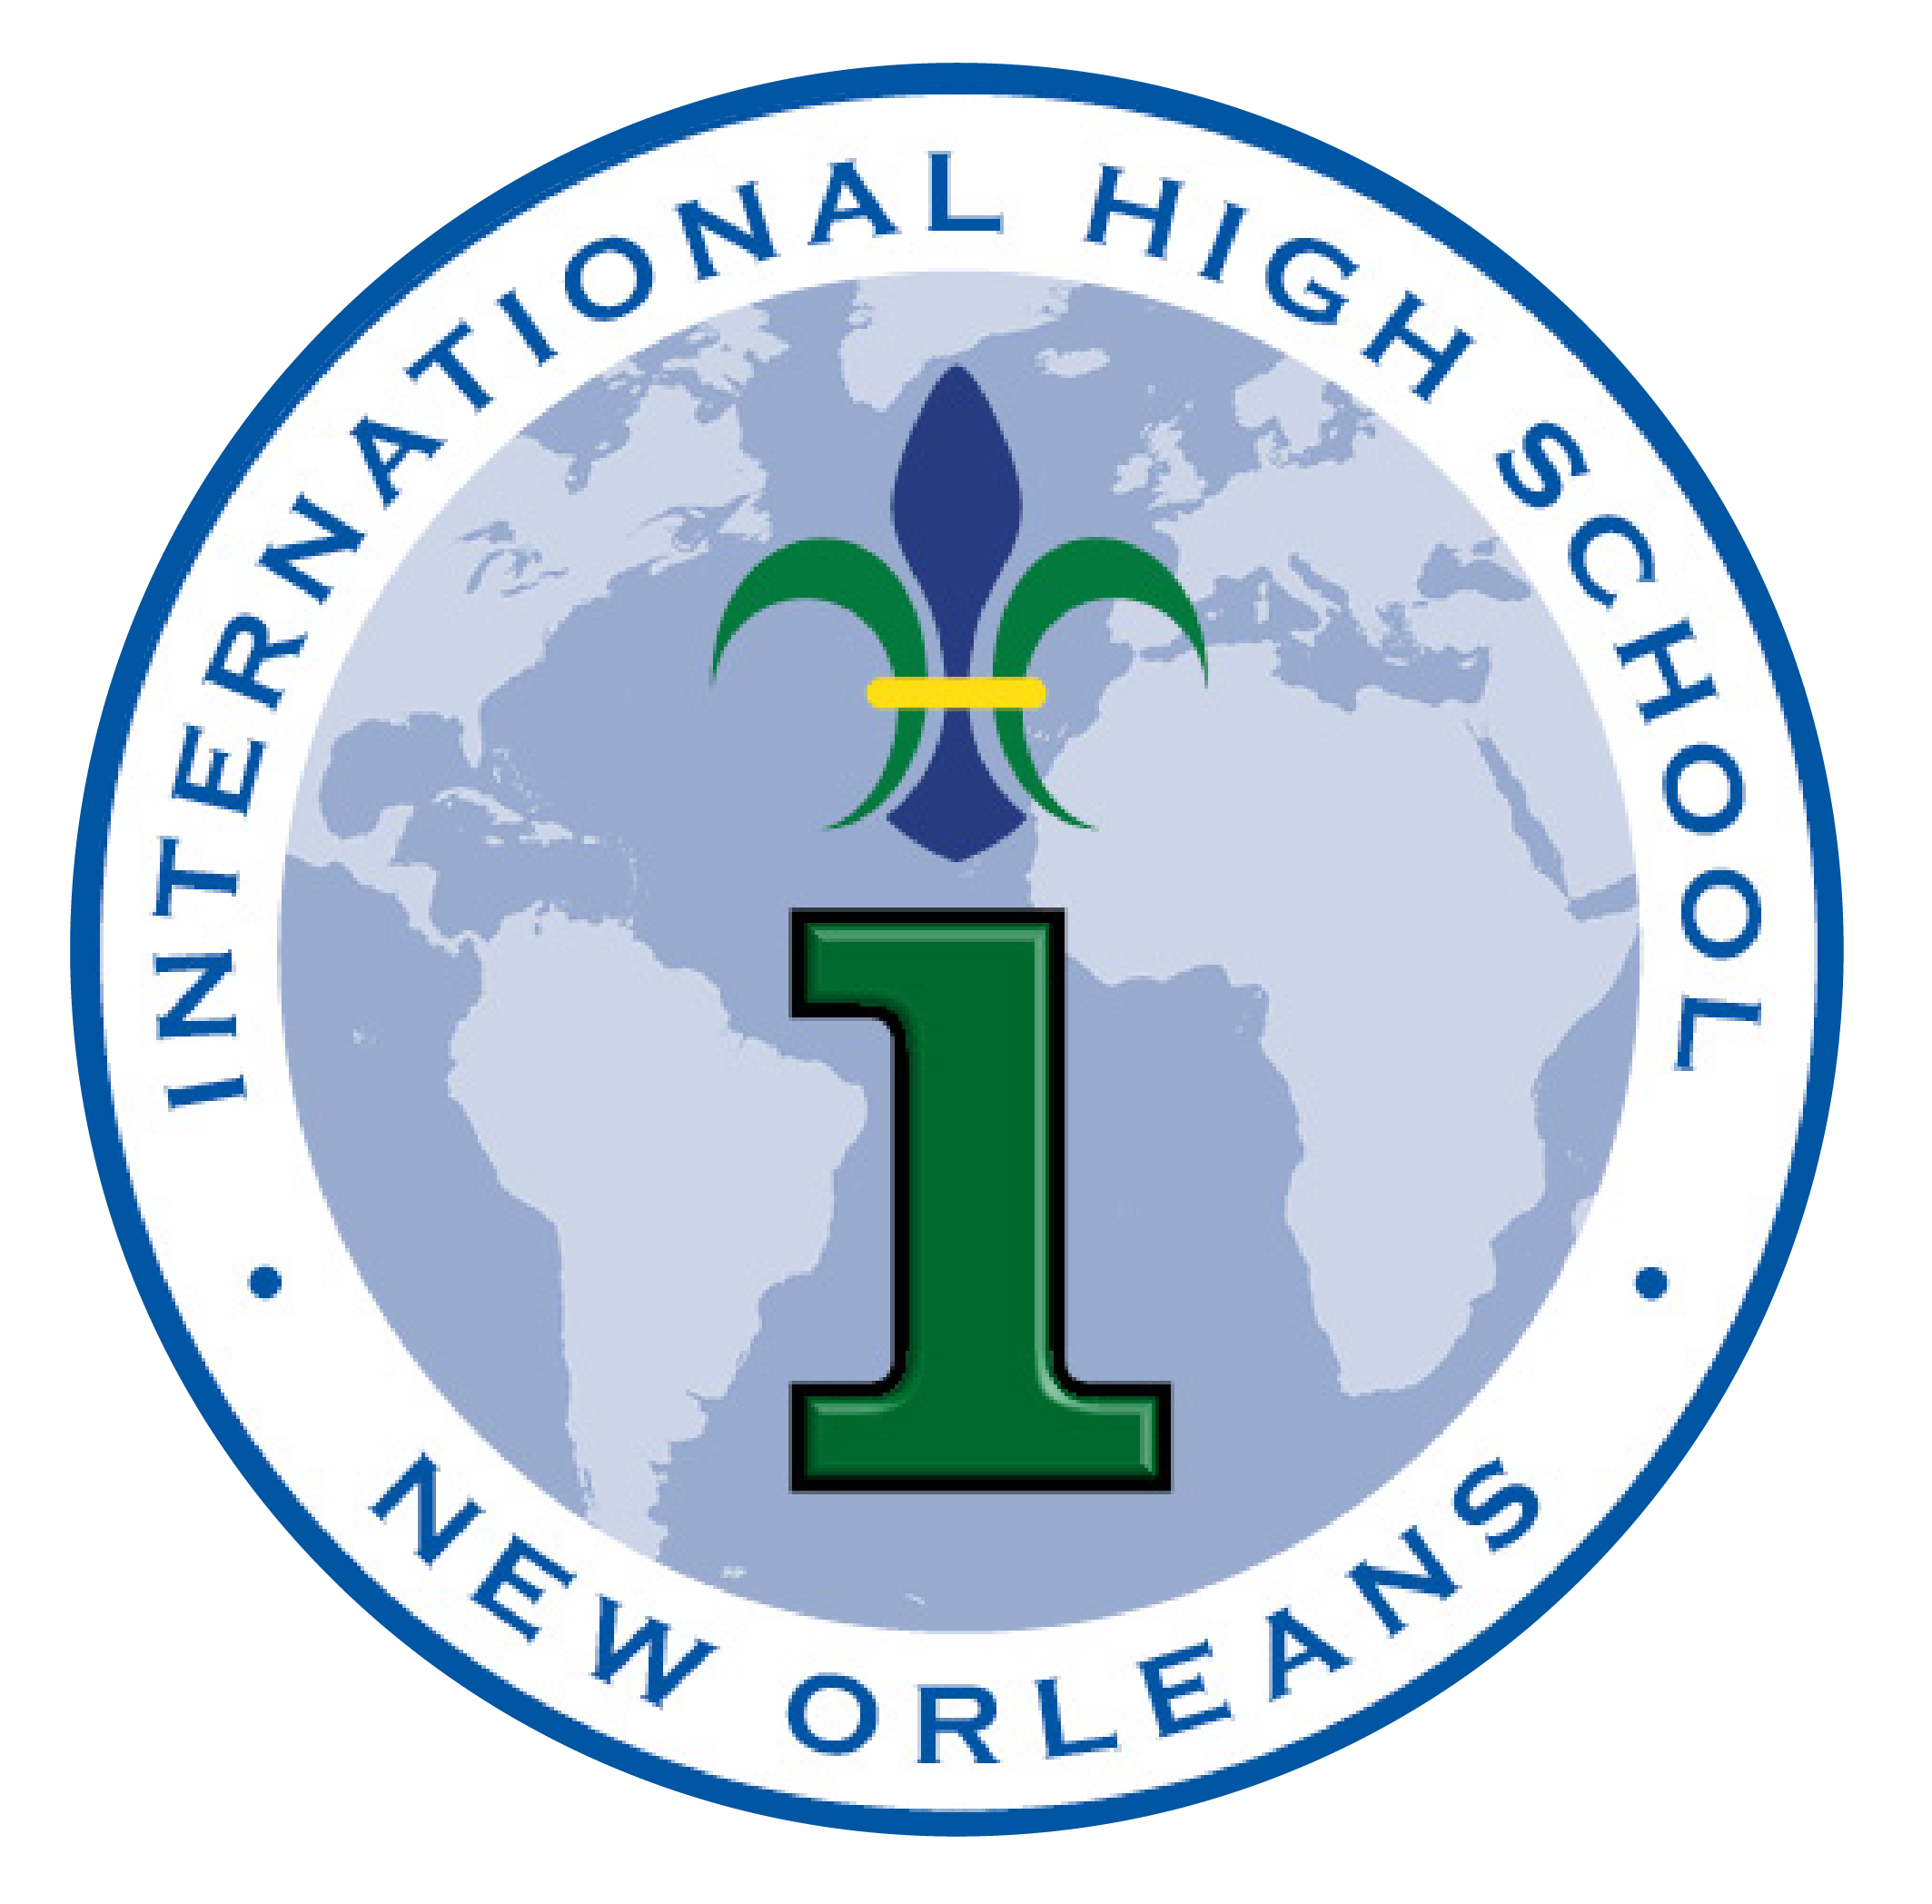 INTERNATIONAL HIGH SCHOOL
i
• NEW ORLEANS •